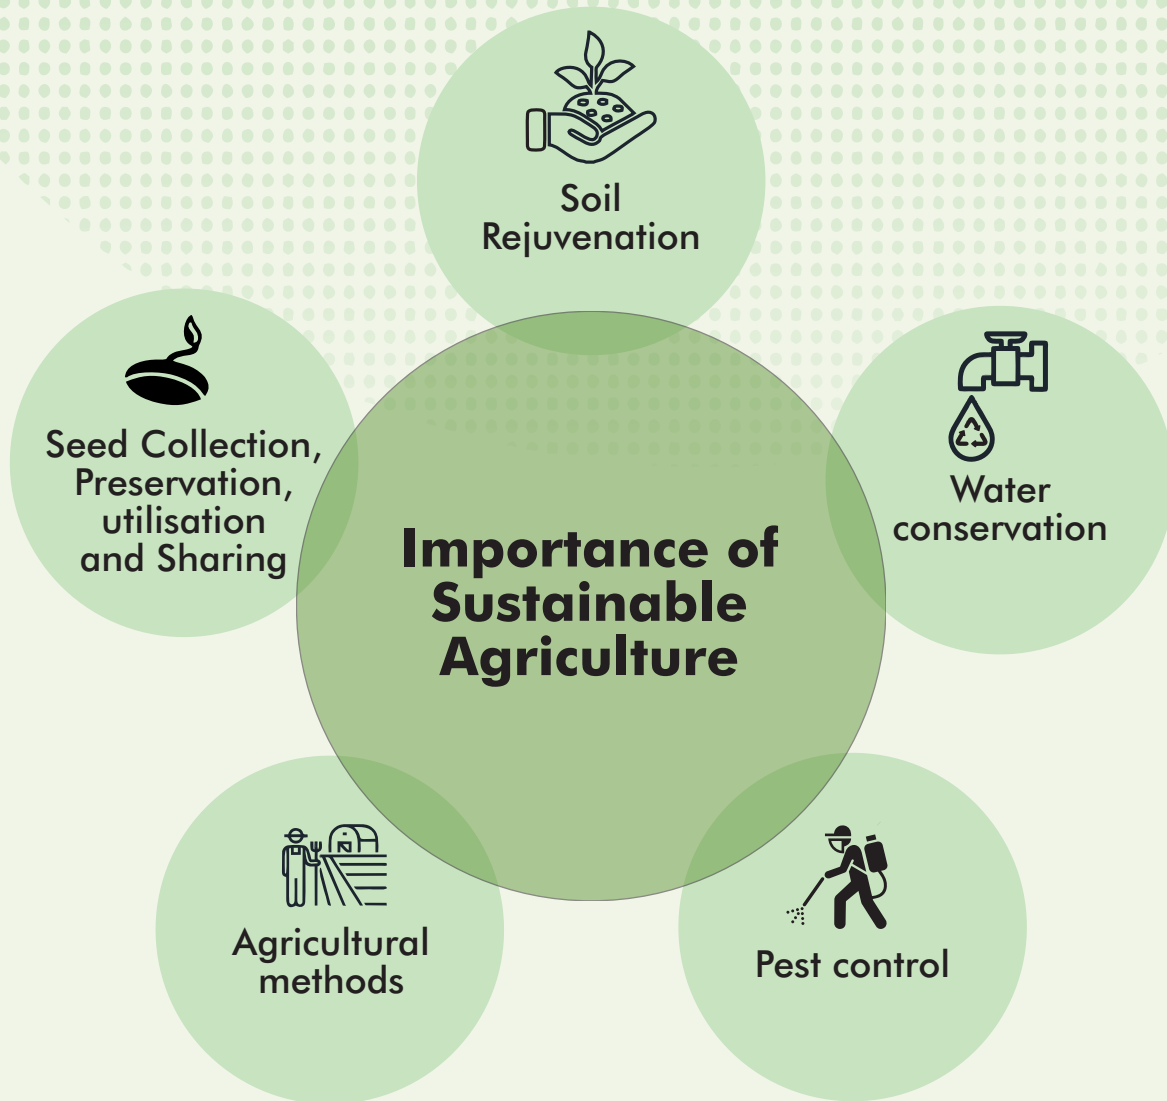 Soil
Rejuvenation
Seed Collection,
Preservation,
utilisation
and Sharing
Water
conservation
Importance of
Sustainable
Agriculture
Agricultural
methods
Pest control